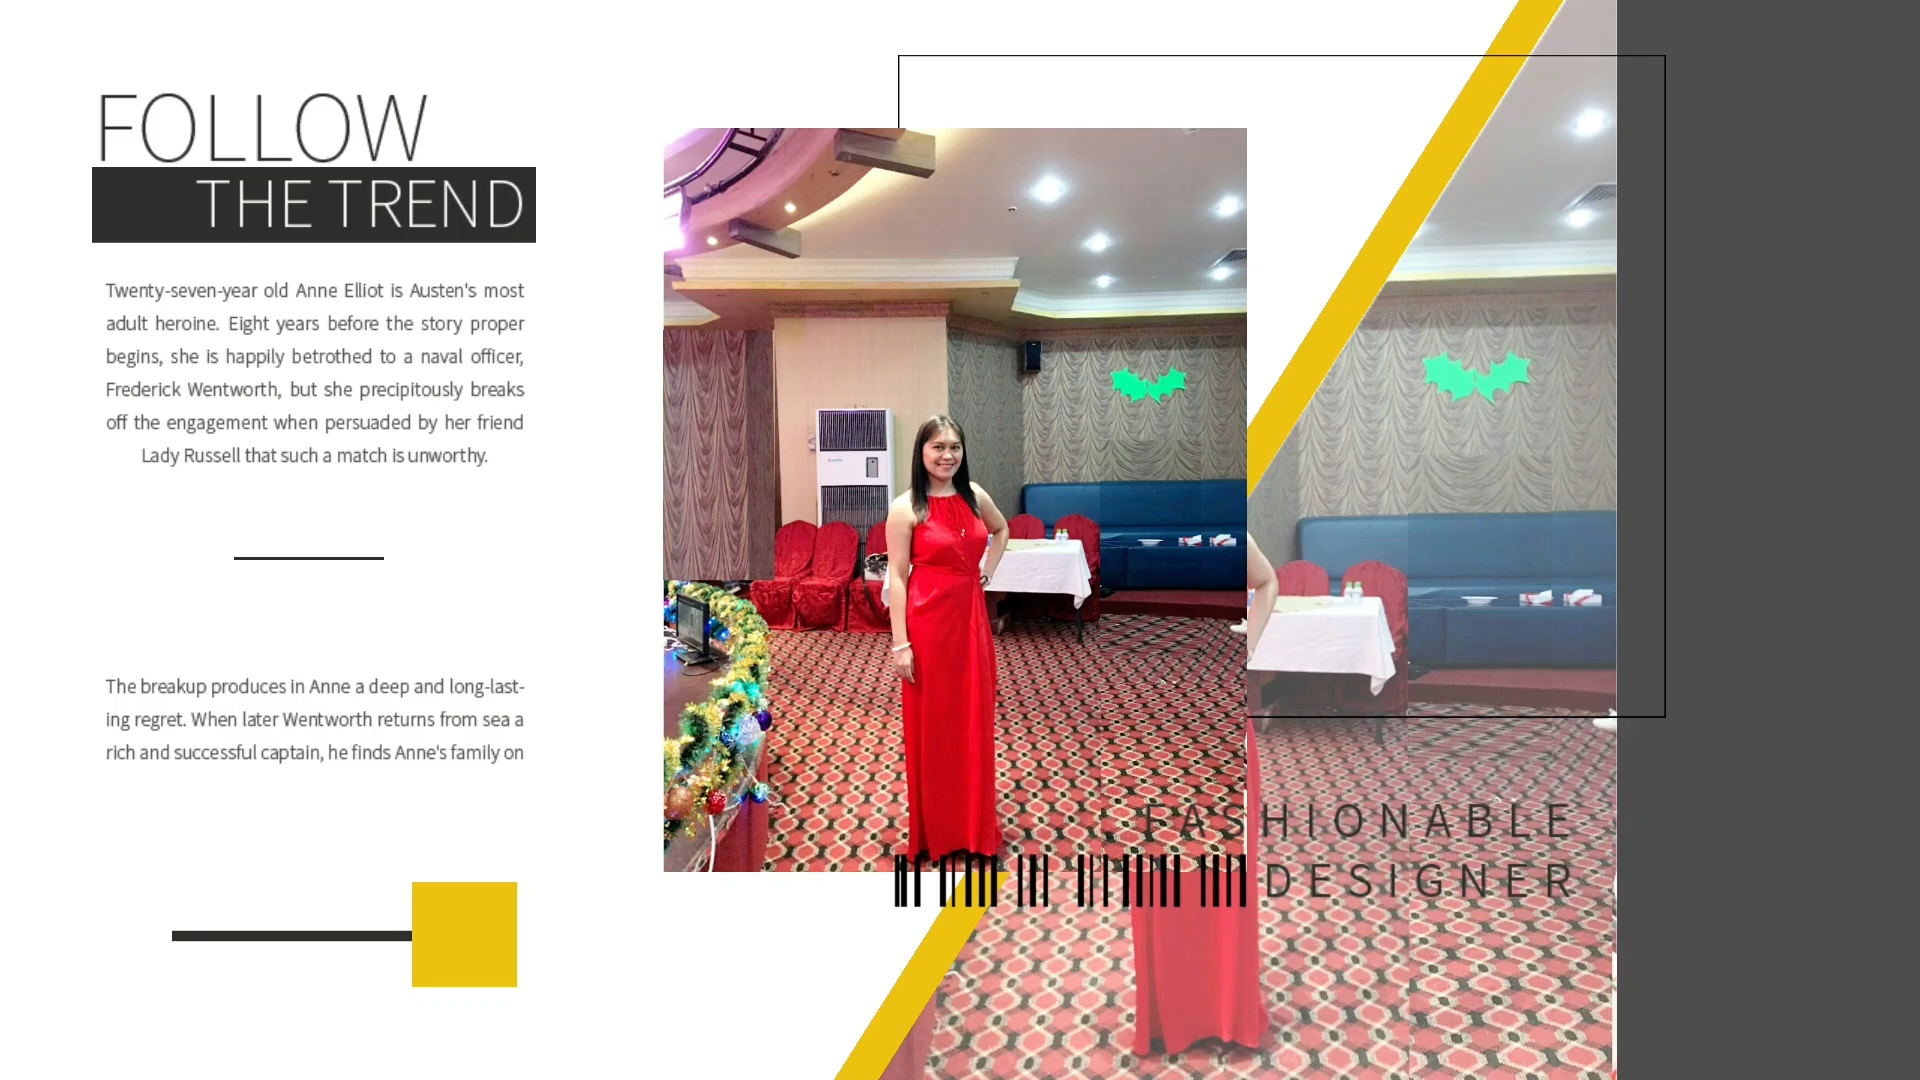 FOLLOW
THE TREND
Twenty-seven-year old Anne Elliot is Austen's most
adult heroine. Eight years before the story proper
begins, she is happily betrothed to a naval officer,
Frederick Wentworth, but she precipitously breaks
off the engagement when persuaded by her friend
Lady Russell that such a match is unworthy.
The breakup produces in Anne a deep and long-last-
ing regret. When later Wentworth returns from sea a
rich and successful captain, he finds Anne's family on
FASHIONABLE
DESIGNER